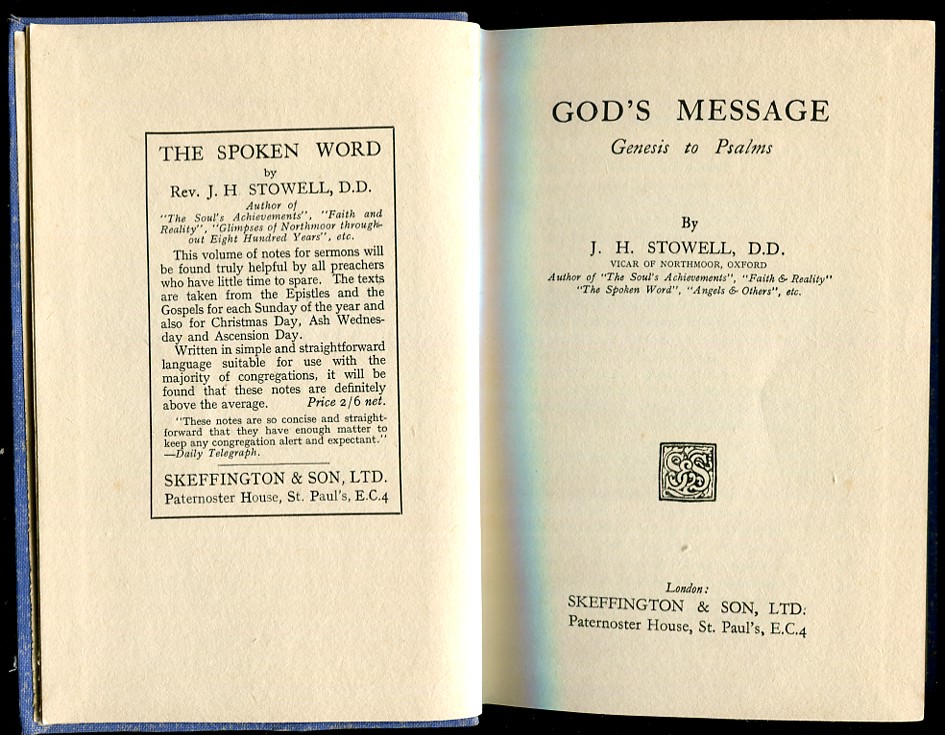 THE SPOKEN WORD
by
Rev. J. H STOWELL, D.D.
Author of
"The Soul's Achievements", "Faith and
Reality", "Glimpses of Northmoor through-
out Eight Hundred Years", etc.
This volume of notes for sermons will
be found truly helpful by all preachers
who have little time to spare. The texts
are taken from the Epistles and the
Gospels for each Sunday of the year and
also for Christmas Day, Ash Wednes-
day and Ascension Day.
Written in simple and straightforward
language suitable for use with the
majority of congregations, it will be
found that these notes are definitely
above the average. Price 2/6 net.
"These notes are so concise and straight-
forward that they have enough matter to
keep any congregation alert and expectant."
—Daily Telegraph.
SKEFFINGTON & SON, LTD.
Paternoster House, St. Paul's, E.C.4
GOD'S MESSAGE
Genesis to Psalms
By
J. H. STOWELL, D.D.
VICAR OF NORTHMOOR, OXFORD
Author of "The Soul's Achievements", "Faith & Reality"
"The Spoken Word", "Angels & Others", etc.
London:
SKEFFINGTON & SON, LTD.
Paternoster House, St. Paul's, E.C.4